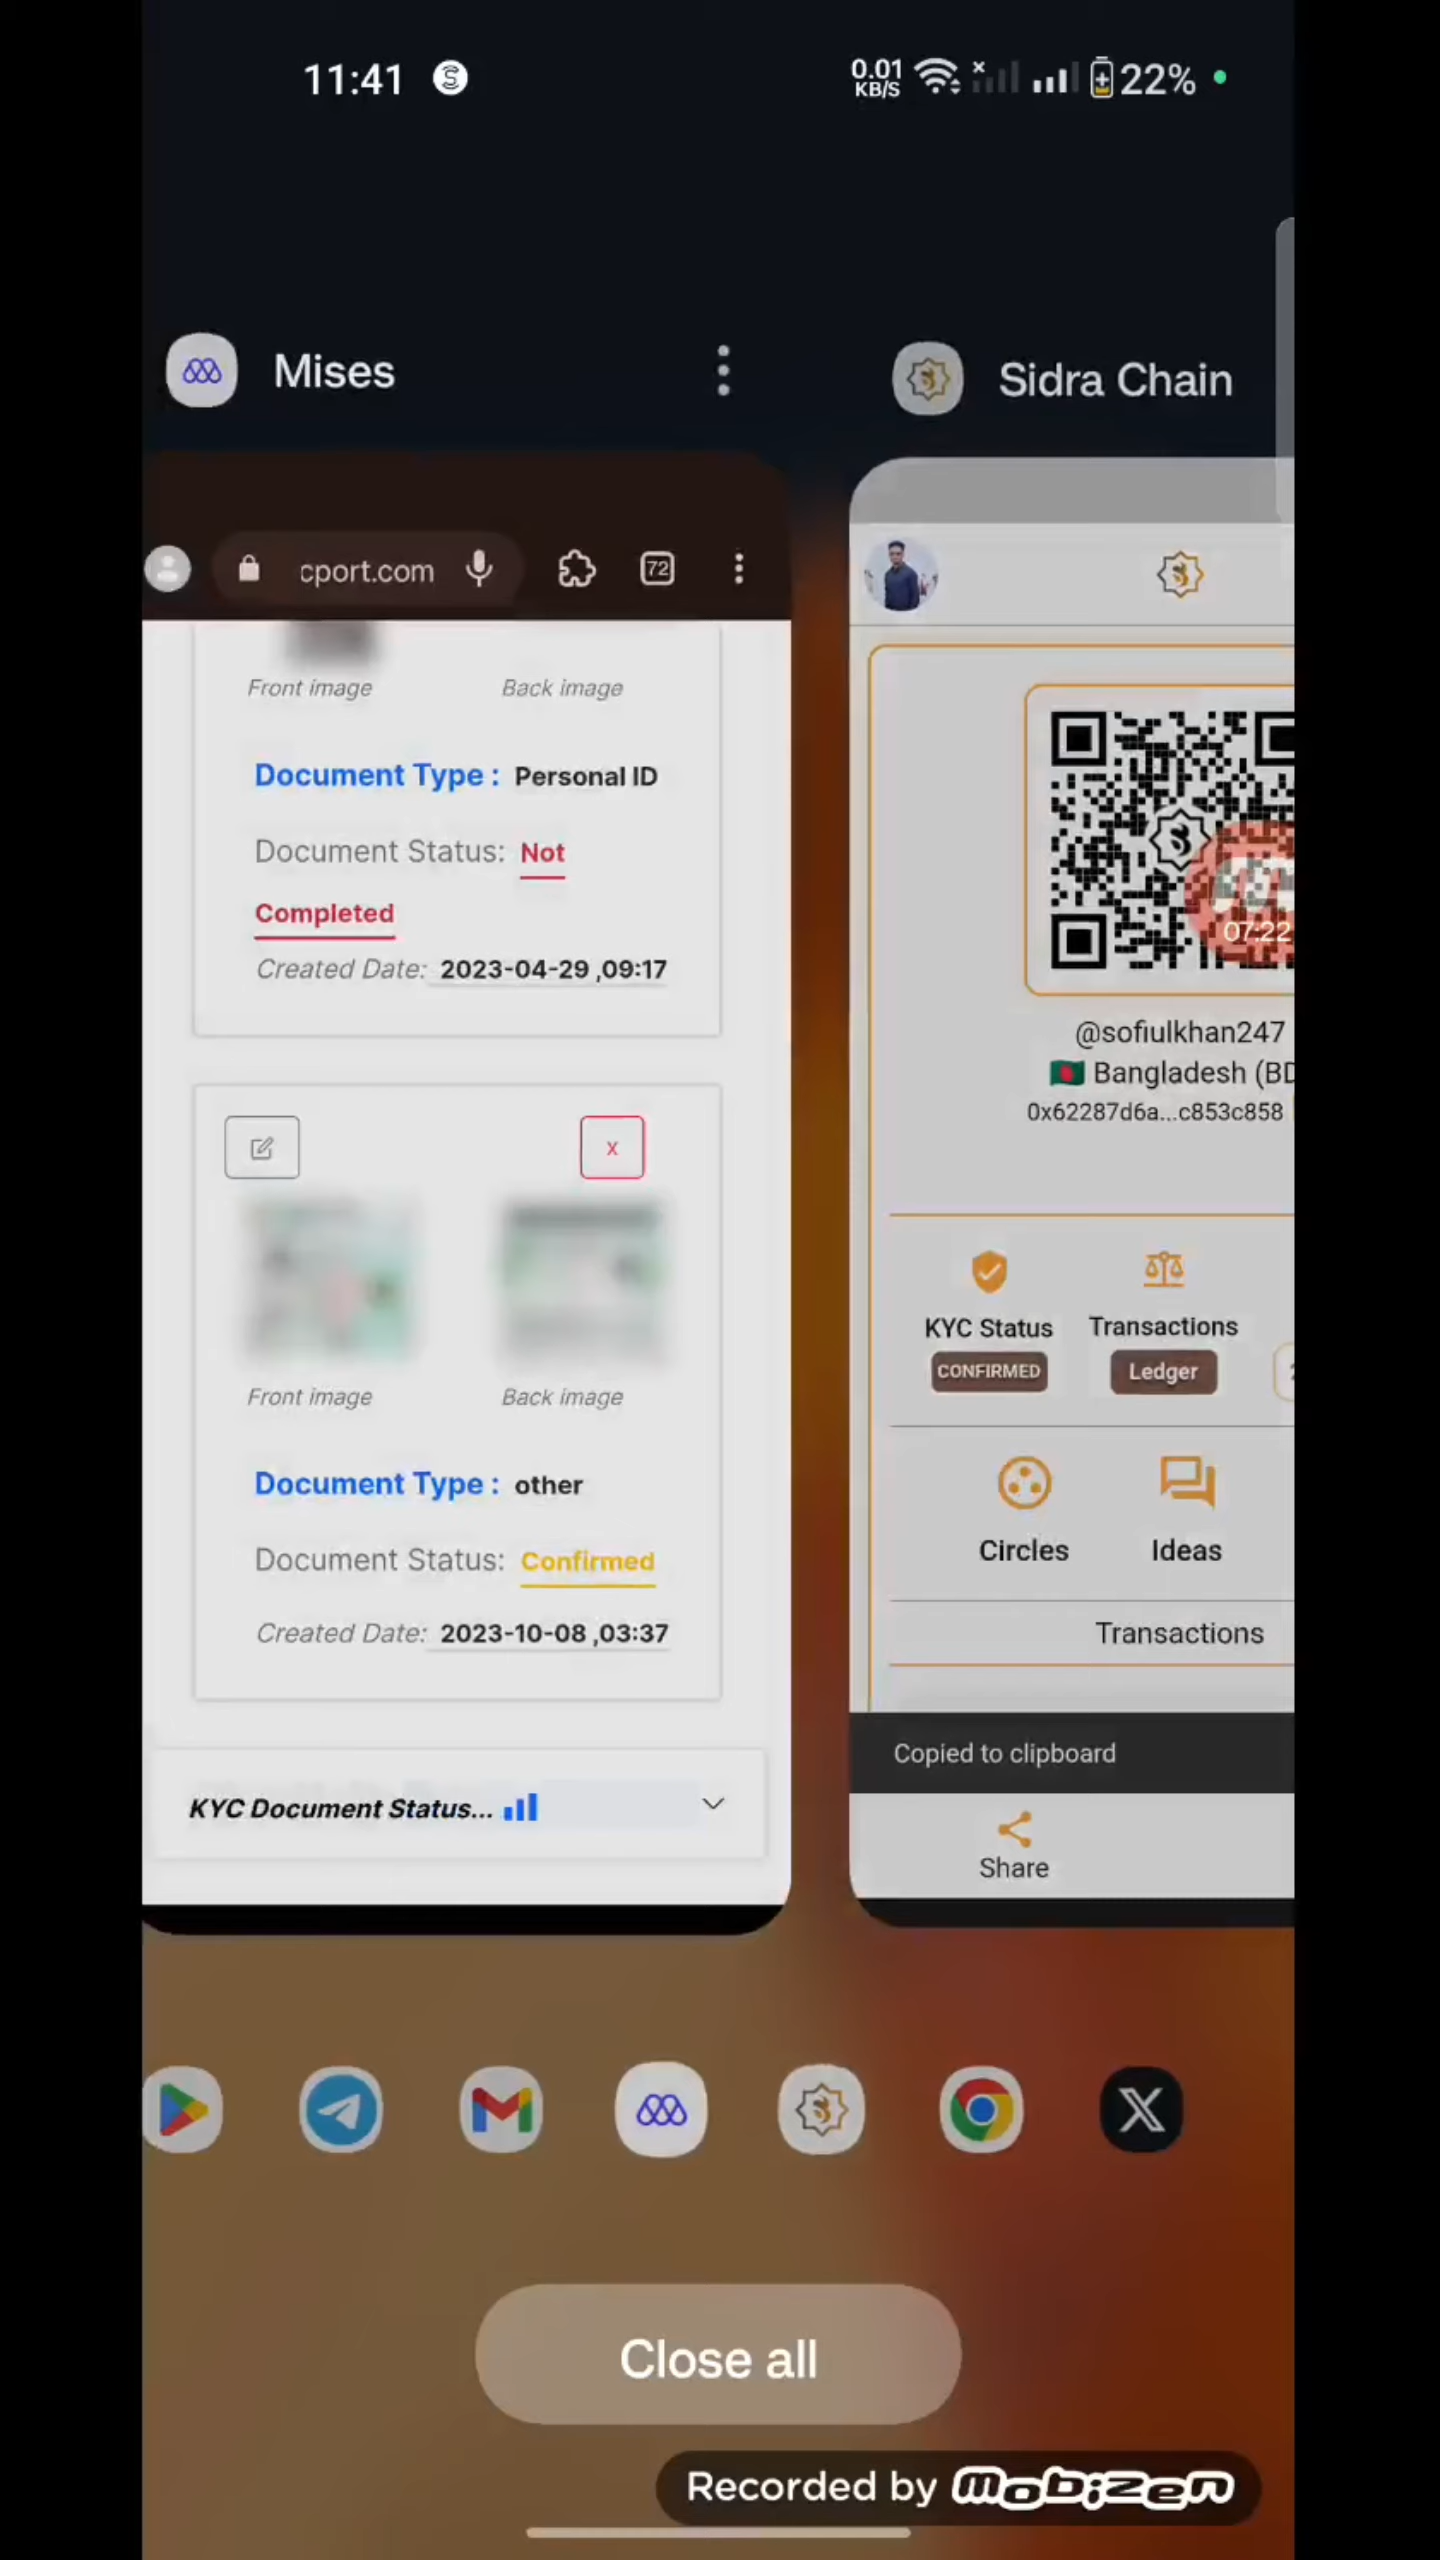 11:41
0.01
KB/S
22%
Mises
Sidra Chain
cport.com
72
Front image
Back image
Document Type : Personal ID
Document Status: Not
Completed
Created Date: 2023-04-29 ,09:17
x
Front image
Back image
Document Type : other
Document Status: Confirmed
Created Date: 2023-10-08 ,03:37
KYC Document Status...
07:22
@sofiulkhan247
Bangladesh (BD
0x62287d6a...c853c858
KYC Status
CONFIRMED
Transactions
Ledger
Circles
Ideas
Transactions
Copied to clipboard
Share
Close all
Recorded by mobizen